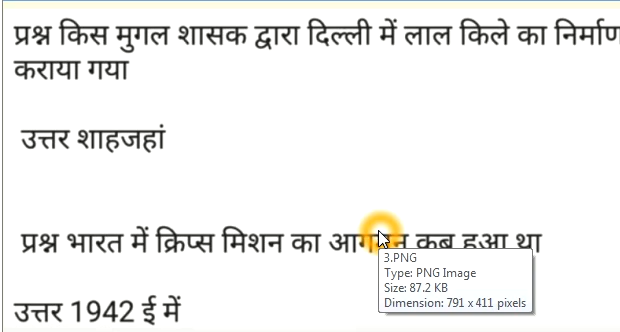 प्रश्न किस मुगल शासक द्वारा दिल्ली में लाल किले का निर्माण
कराया गया
उत्तर शाहजहां
प्रश्न भारत में क्रिप्स मिशन का आगमन कब हुआ था
3.PNG
Type: PNG Image
Size: 87.2 KB
Dimension: 791 x 411 pixels
उत्तर 1942 ई में